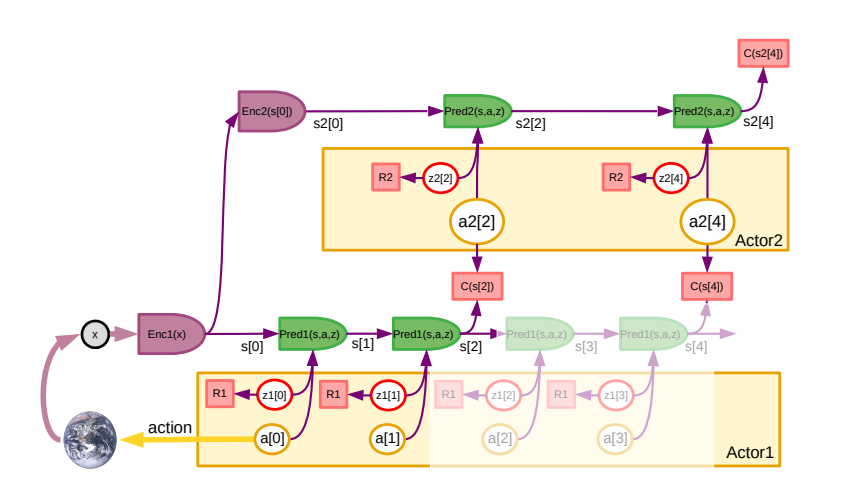 C(s2[4])
Enc2(s[0])
s2[0]
Pred2(s,a,z)
s2[2]
Pred2(s,a,z)
s2[4]
R2
z2[2]
R2
z2[4]
a2[2]
a2[4]
Actor2
C(s[2])
C(s[4])
x
Enc1(x)
s[0]
Pred1(s,a,z)
s[1]
Pred1(s,a,z)
s[2]
Pred1(s,a,z)
s[3]
Pred1(s,a,z)
s[4]
R1
z1[0]
R1
z1[1]
R1
z1[2]
R1
z1[3]
action
a[0]
a[1]
a[2]
a[3]
Actor1